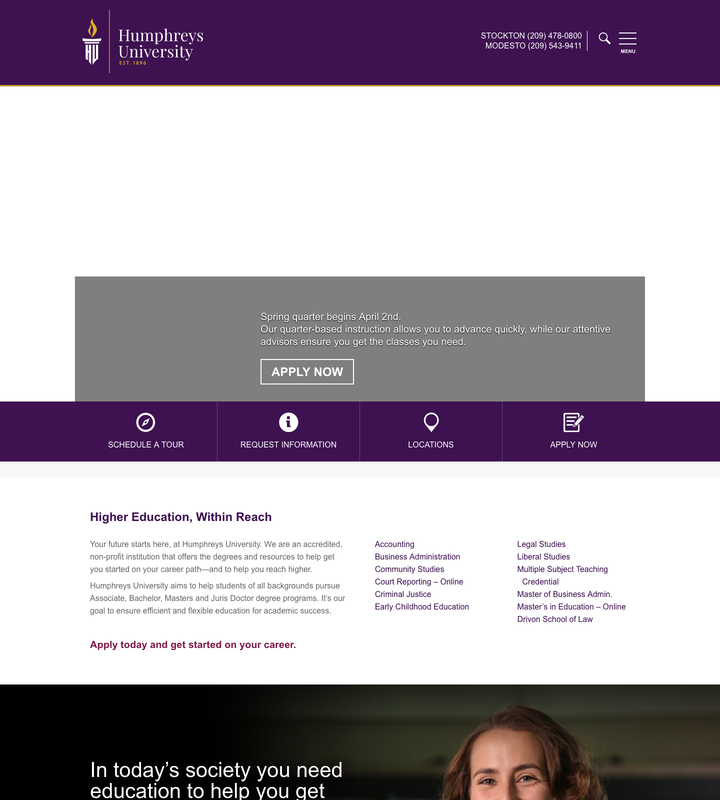 Humphreys
University
EST. 1896
STOCKTON (209) 478-0800
MODESTO (209) 543-9411
MENU
Spring quarter begins April 2nd.
Our quarter-based instruction allows you to advance quickly, while our attentive
advisors ensure you get the classes you need.
APPLY NOW
SCHEDULE A TOUR
REQUEST INFORMATION
LOCATIONS
APPLY NOW
Higher Education, Within Reach
Your future starts here, at Humphreys University. We are an accredited,
non-profit institution that offers the degrees and resources to help get
you started on your career path—and to help you reach higher.
Humphreys University aims to help students of all backgrounds pursue
Associate, Bachelor, Masters and Juris Doctor degree programs. It's our
goal to ensure efficient and flexible education for academic success.
Apply today and get started on your career.
Accounting
Business Administration
Community Studies
Court Reporting – Online
Criminal Justice
Early Childhood Education
Legal Studies
Liberal Studies
Multiple Subject Teaching
Credential
Master of Business Admin.
Master's in Education – Online
Drivon School of Law
In today's society you need
education to help you get